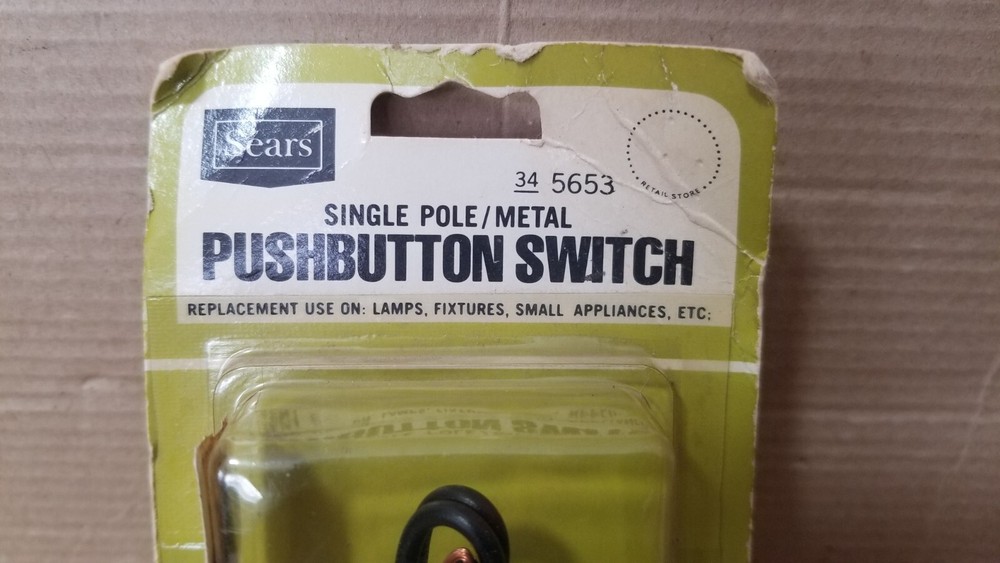 Sears
RETAIL STORE
34 5653
SINGLE POLE/METAL
PUSHBUTTON SWITCH
REPLACEMENT USE ON: LAMPS, FIXTURES, SMALL APPLIANCES, ETC: